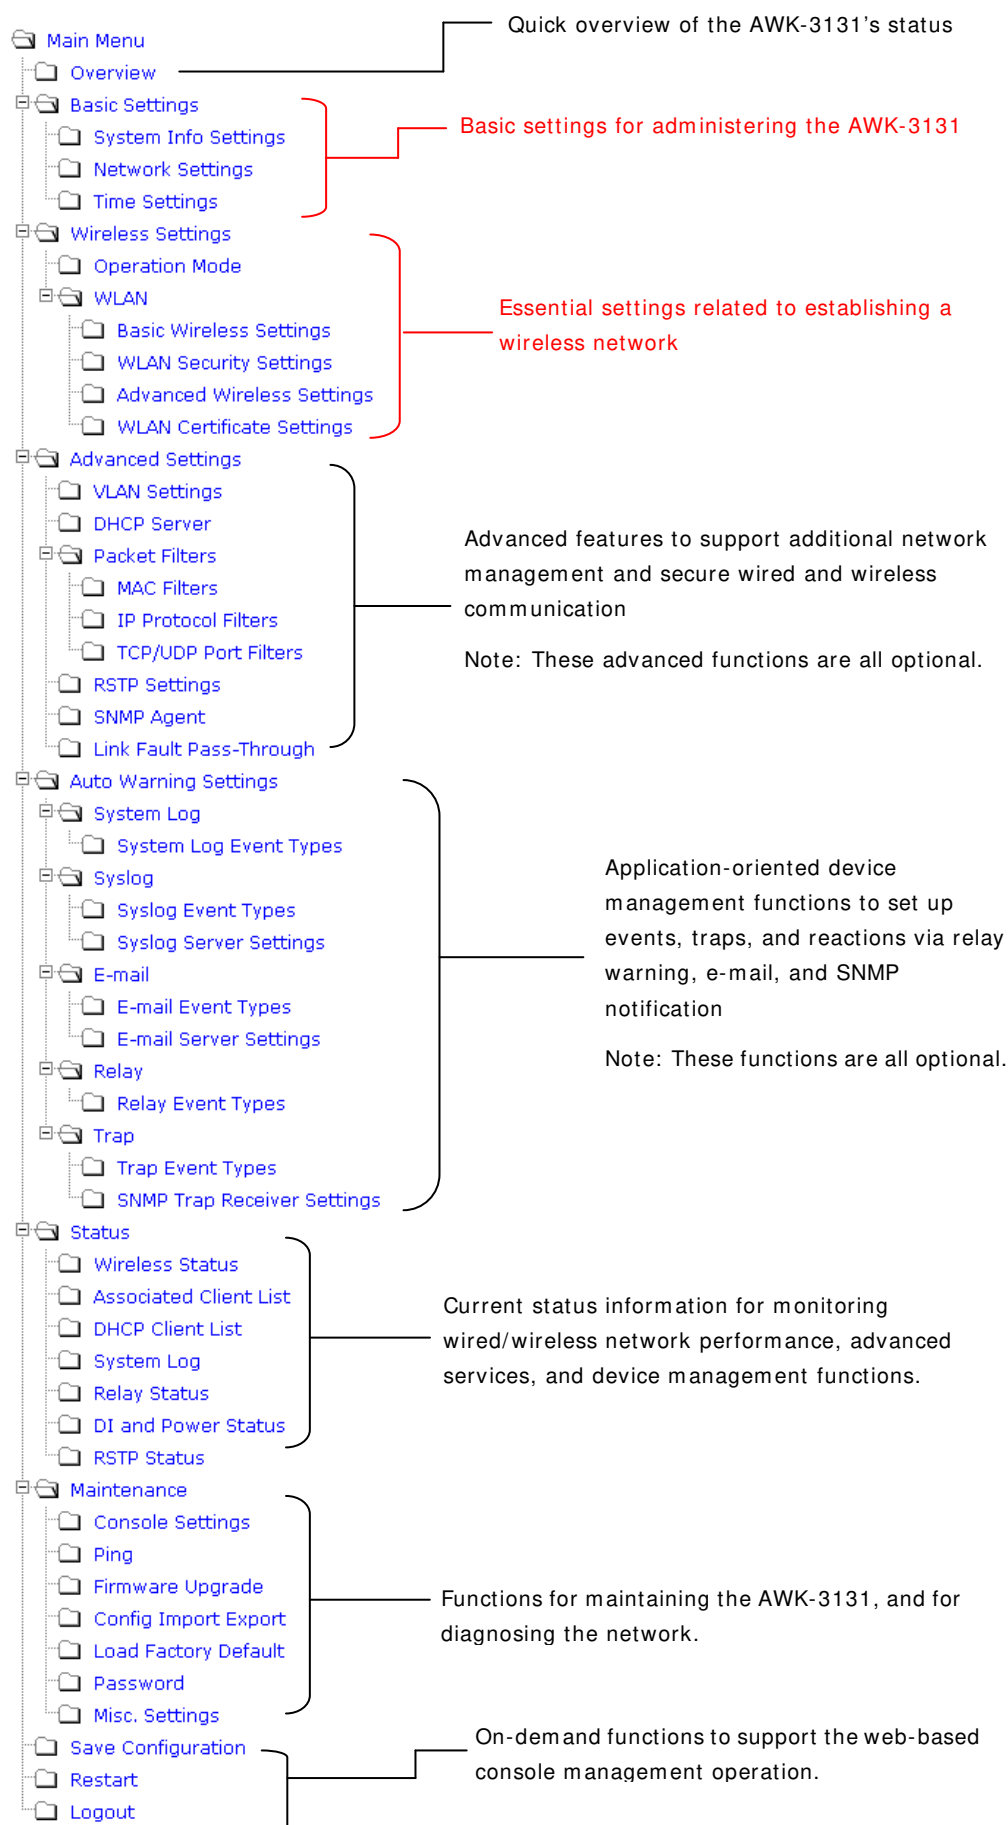 Quick overview of the AWK-3131's status
Main Menu
Overview
Basic Settings
System Info Settings
Network Settings
Time Settings
Basic settings for administering the AWK-3131
Wireless Settings
Operation Mode
WLAN
Basic Wireless Settings
WLAN Security Settings
Advanced Wireless Settings
WLAN Certificate Settings
Essential settings related to establishing a
wireless network
Advanced Settings
VLAN Settings
DHCP Server
Packet Filters
MAC Filters
IP Protocol Filters
TCP/UDP Port Filters
RSTP Settings
SNMP Agent
Link Fault Pass-Through
Advanced features to support additional network
management and secure wired and wireless
communication
Note: These advanced functions are all optional.
Auto Warning Settings
System Log
System Log Event Types
Syslog
Syslog Event Types
Syslog Server Settings
E-mail
E-mail Event Types
E-mail Server Settings
Relay
Relay Event Types
Trap
Trap Event Types
SNMP Trap Receiver Settings
Application-oriented device
management functions to set up
events, traps, and reactions via relay
warning, e-mail, and SNMP
notification
Note: These functions are all optional.
Status
Wireless Status
Associated Client List
DHCP Client List
System Log
Relay Status
DI and Power Status
RSTP Status
Current status information for monitoring
wired/wireless network performance, advanced
services, and device management functions.
Maintenance
Console Settings
Ping
Firmware Upgrade
Config Import Export
Load Factory Default
Password
Misc. Settings
Functions for maintaining the AWK-3131, and for
diagnosing the network.
Save Configuration
Restart
Logout
On-demand functions to support the web-based
console management operation.